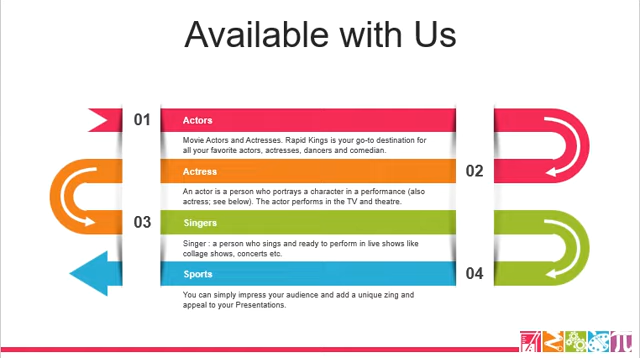 Available with Us
01
Actors
Movie Actors and Actresses. Rapid Kings is your go-to destination for
all your favorite actors, actresses, dancers and comedian.
Actress
02
An actor is a person who portrays a character in a performance (also
actress; see below). The actor performs in the TV and theatre.
03
Singers
Singer : a person who sings and ready to perform in live shows like
collage shows, concerts etc.
Sports
04
You can simply impress your audience and add a unique zing and
appeal to your Presentations.